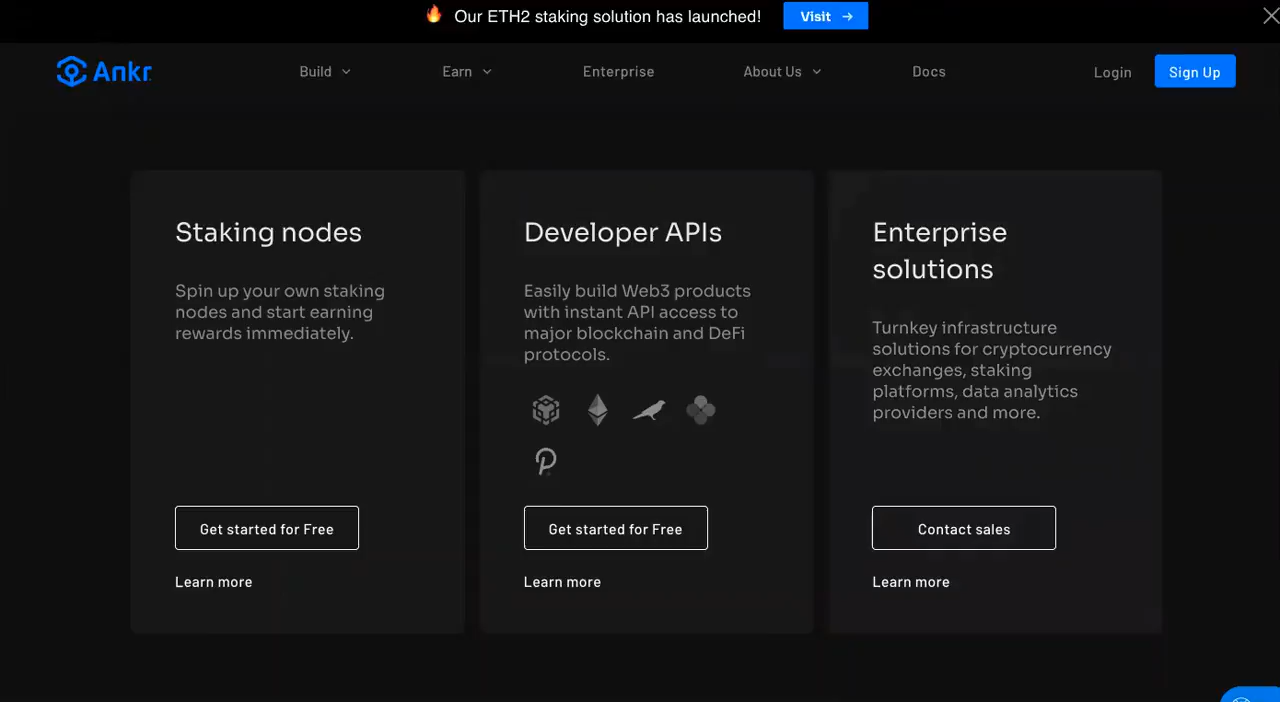 Our ETH2 staking solution has launched! Visit →
Ankr Build Earn Enterprise About Us Docs Login Sign Up
Staking nodes
Spin up your own staking
nodes and start earning
rewards immediately.
Get started for Free
Learn more
Developer APIs
Easily build Web3 products
with instant API access to
major blockchain and DeFi
protocols.
Get started for Free
Learn more
Enterprise
solutions
Turnkey infrastructure
solutions for cryptocurrency
exchanges, staking
platforms, data analytics
providers and more.
Contact sales
Learn more